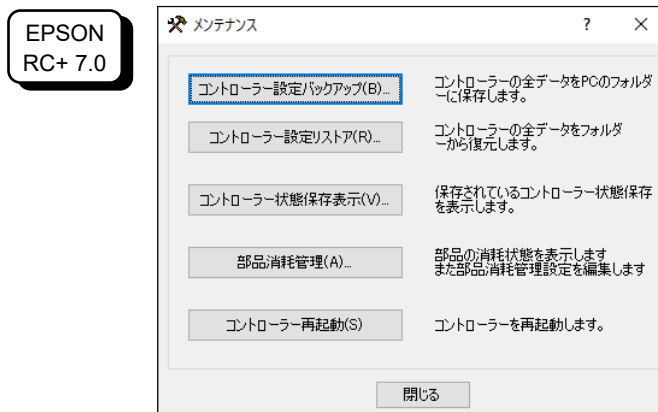 EPSON
RC+ 7.0
メンテナンス
?
コントローラー設定バックアップ(B)...
コントローラーの全データをPCのフォルダ
ーに保存します。
コントローラー設定リストア(R)...
コントローラーの全データをフォルダ
ーから復元します。
コントローラー状態保存表示(V)...
保存されているコントローラー状態保存
を表示します。
部品消耗管理(A)...
部品の消耗状態を表示します
また部品消耗管理設定を編集します
コントローラー再起動(S)
コントローラーを再起動します。
閉じる